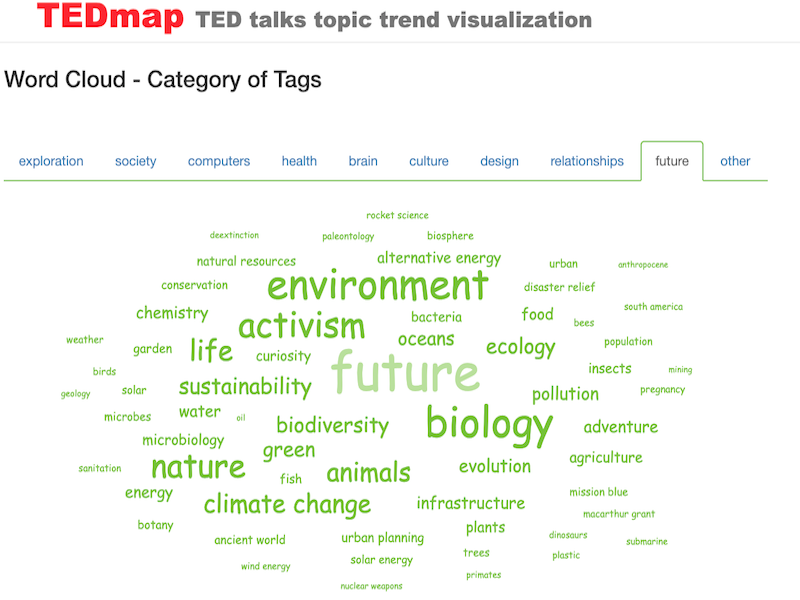 TEDmap TED talks topic trend visualization
Word Cloud - Category of Tags
exploration society computers health brain culture design relationships future other
rocket science
deextinction paleontology biosphere
natural resources alternative energy urban anthropocene
conservation environment disaster relief
chemistry activism bacteria food bees south america
weather garden life curiosity oceans ecology population
birds future insects mining
geology solar sustainability pollution pregnancy
microbes water oil biodiversity biology adventure
microbiology green agriculture
sanitation nature fish animals evolution
energy climate change infrastructure mission blue
botany plants macarthur grant
ancient world urban planning dinosaurs submarine
wind energy solar energy trees plastic
nuclear weapons primates